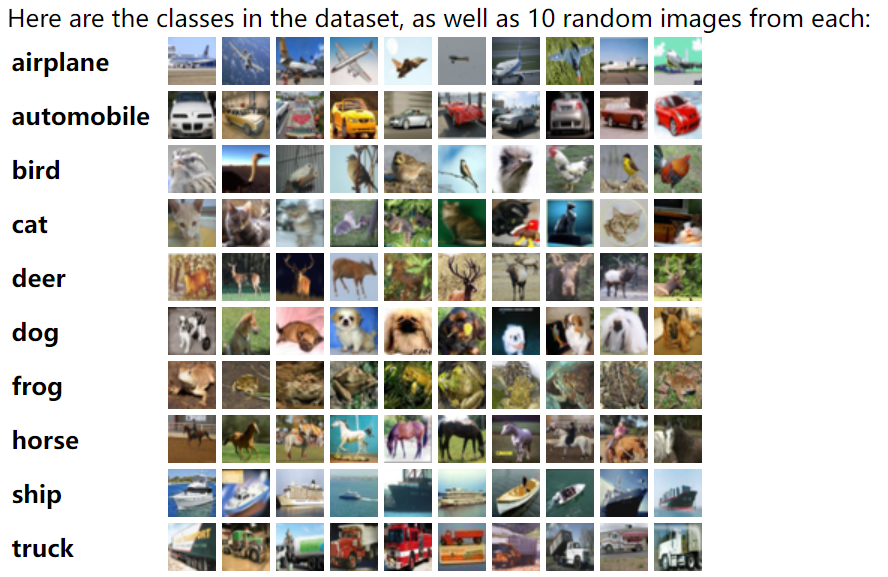 Here are the classes in the dataset, as well as 10 random images from each:
airplane
automobile
bird
cat
deer
dog
frog
horse
ship
truck